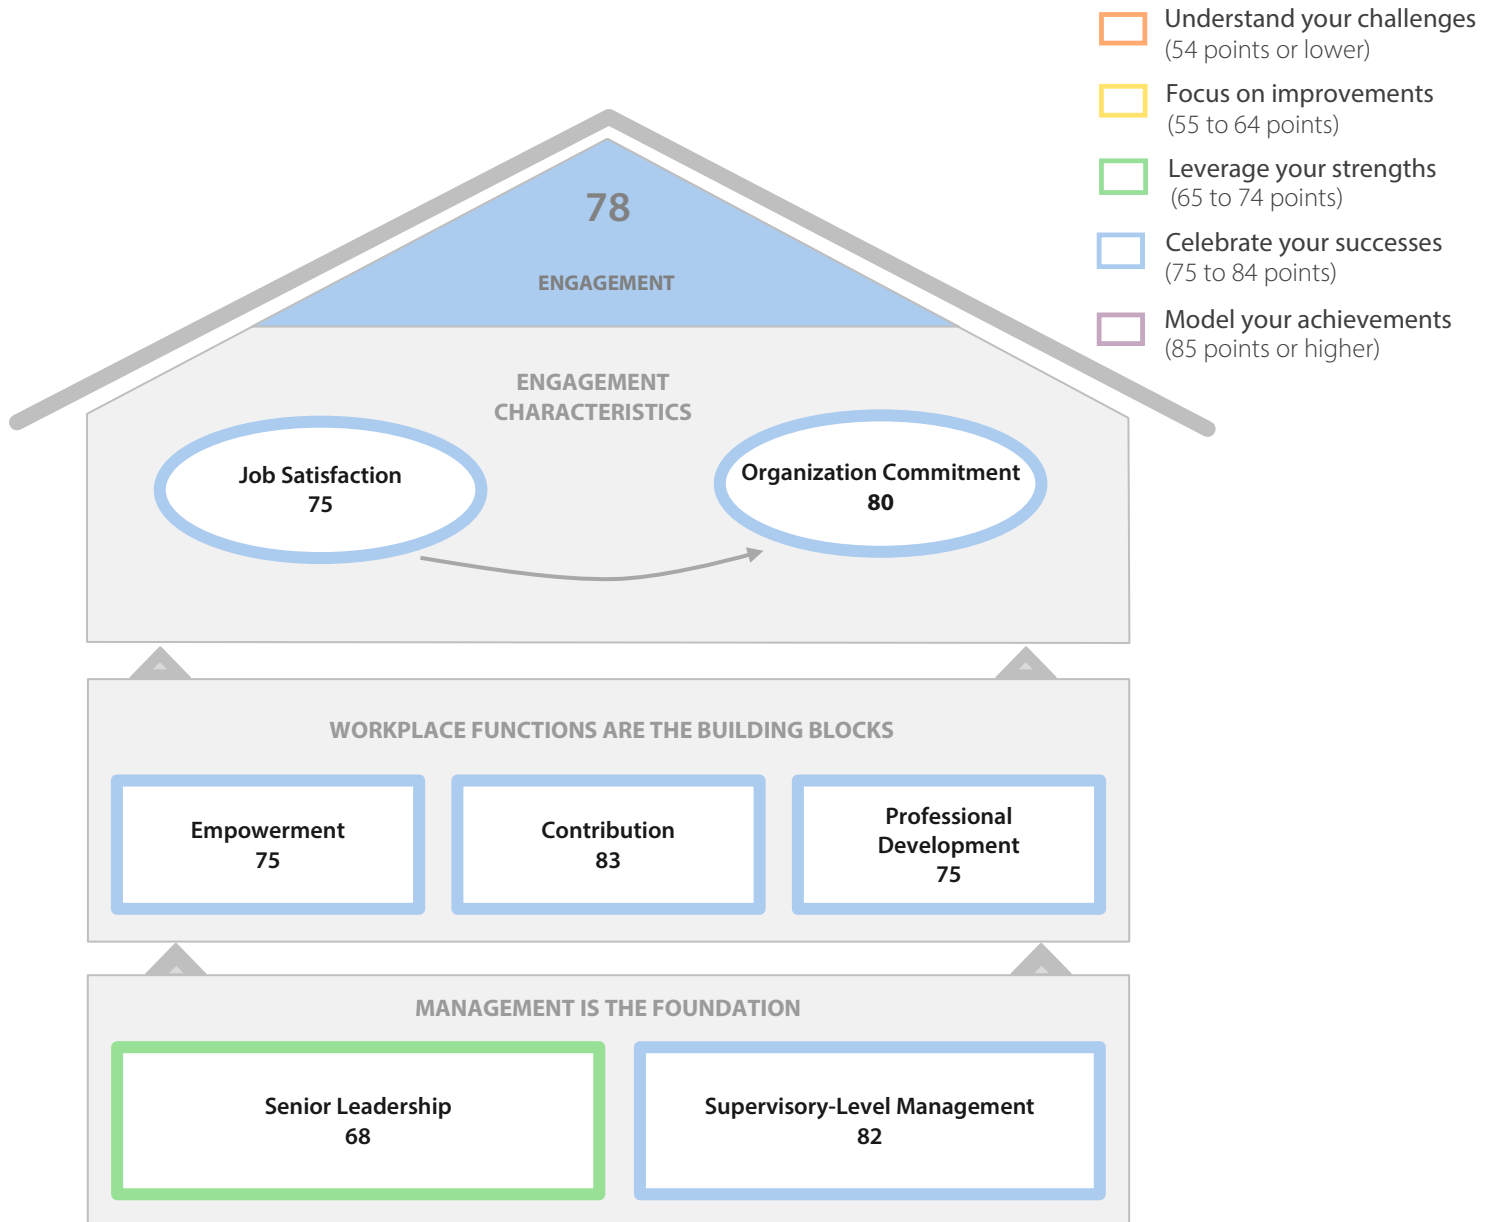 Understand your challenges
(54 points or lower)
Focus on improvements
(55 to 64 points)
Leverage your strengths
(65 to 74 points)
Celebrate your successes
(75 to 84 points)
Model your achievements
(85 points or higher)
78
ENGAGEMENT
ENGAGEMENT
CHARACTERISTICS
Job Satisfaction
75
Organization Commitment
80
WORKPLACE FUNCTIONS ARE THE BUILDING BLOCKS
Empowerment
75
Contribution
83
Professional
Development
75
MANAGEMENT IS THE FOUNDATION
Senior Leadership
68
Supervisory-Level Management
82